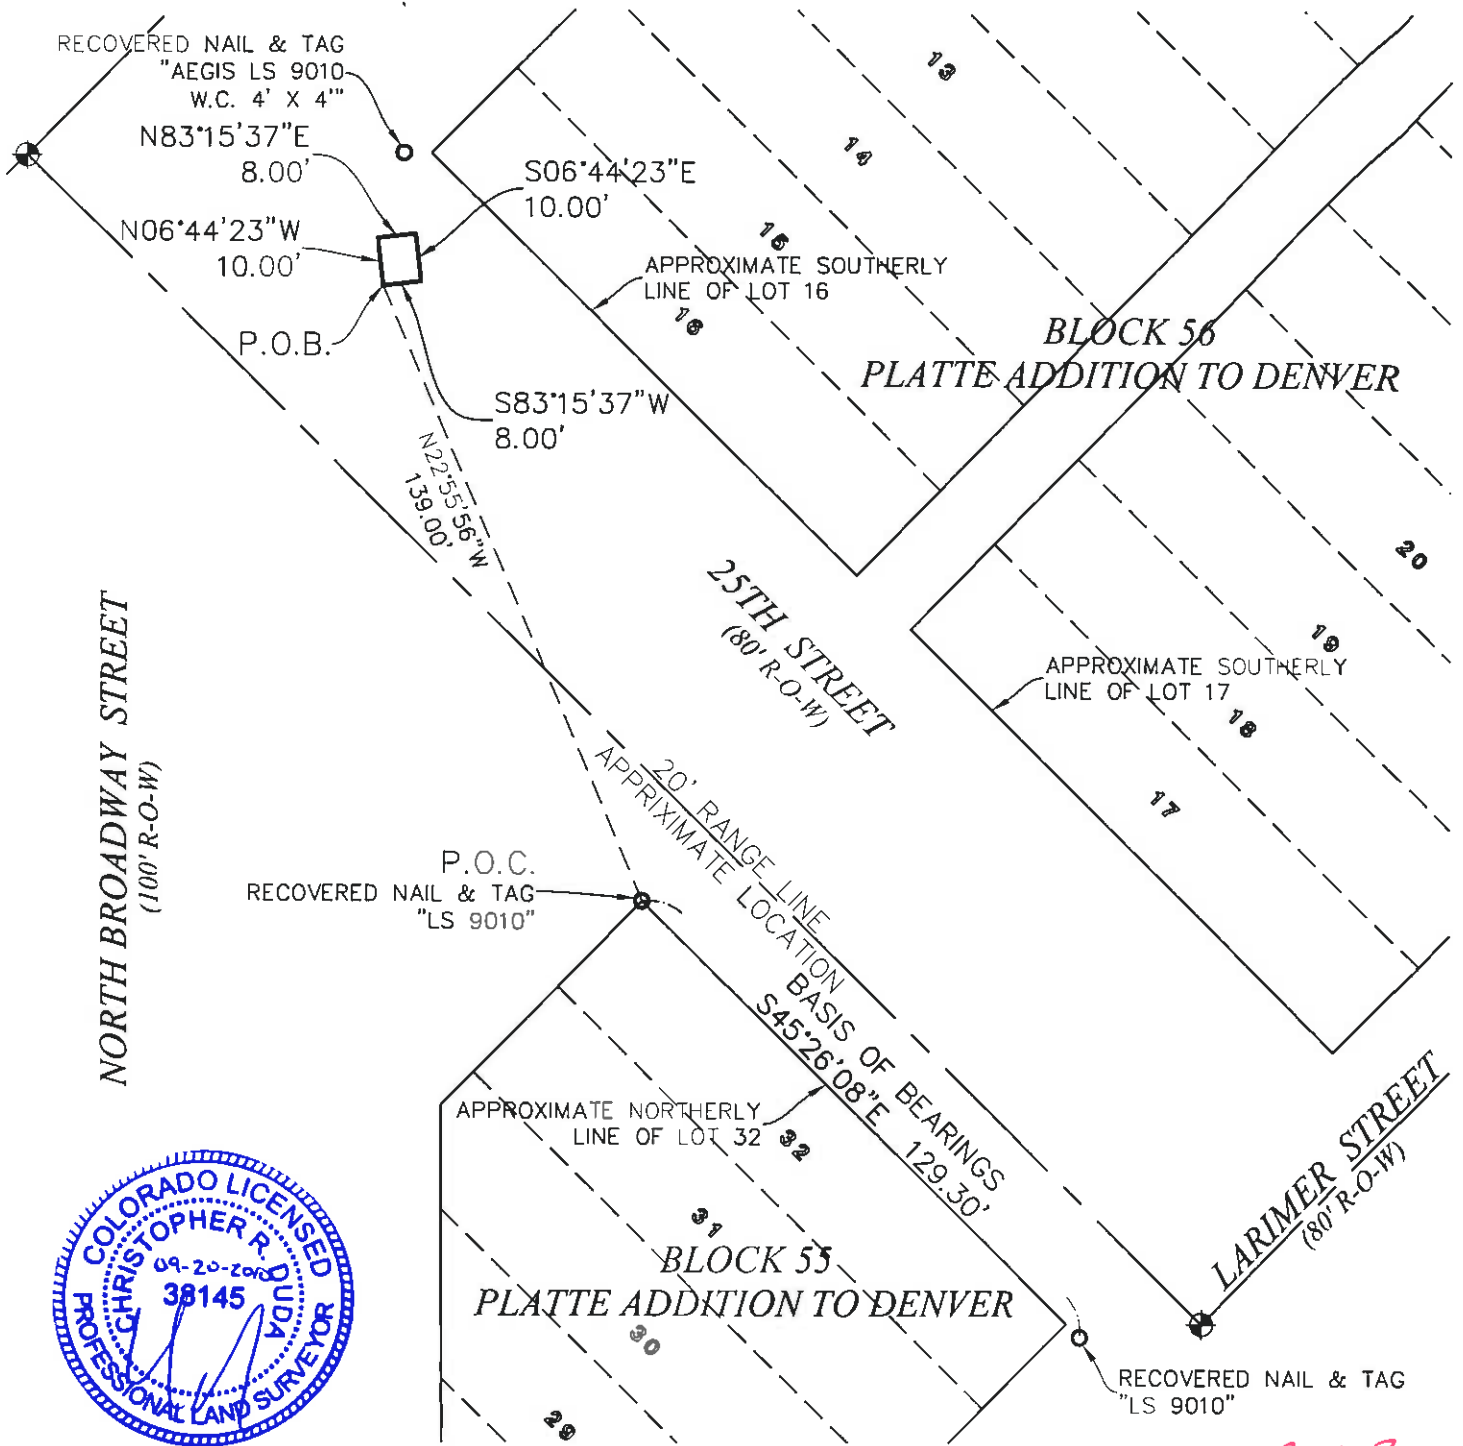 RECOVERED NAIL & TAG
"AEGIS LS 9010
W.C. 4' X 4'"
N83°15'37"E
8.00'
S06°44'23"E
10.00'
N06°44'23"W
10.00'
P.O.B.
S83°15'37"W
8.00'
N22°55'56"W
139.00'
13
14
15
APPROXIMATE SOUTHERLY
LINE OF LOT 16
16
BLOCK 56
PLATTE ADDITION TO DENVER
25TH STREET
(80' R-O-W)
20
19
APPROXIMATE SOUTHERLY
LINE OF LOT 17
18
17
NORTH BROADWAY STREET
(100' R-O-W)
20' RANGE LINE
APPRIXIMATE LOCATION
P.O.C.
RECOVERED NAIL & TAG
"LS 9010"
BASIS OF BEARINGS
S45°26'08"E 129.30'
APPROXIMATE NORTHERLY
LINE OF LOT 32
32
31
BLOCK 55
PLATTE ADDITION TO DENVER
30
29
LARIMER STREET
(80' R-O-W)
RECOVERED NAIL & TAG
"LS 9010"
COLORADO LICENSED
CHRISTOPHER R. DUDA
38145
PROFESSIONAL LAND SURVEYOR